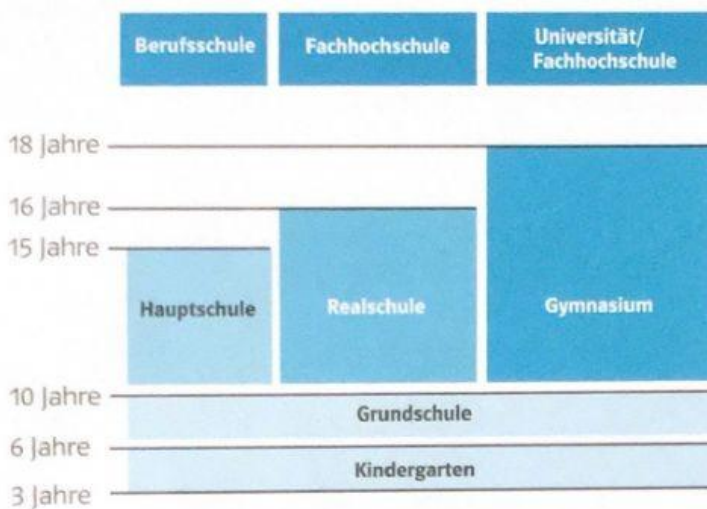 Berufsschule
Fachhochschule
Universität/
Fachhochschule
18 Jahre
16 Jahre
15 Jahre
Hauptschule
Realschule
Gymnasium
10 Jahre
Grundschule
6 Jahre
Kindergarten
3 Jahre